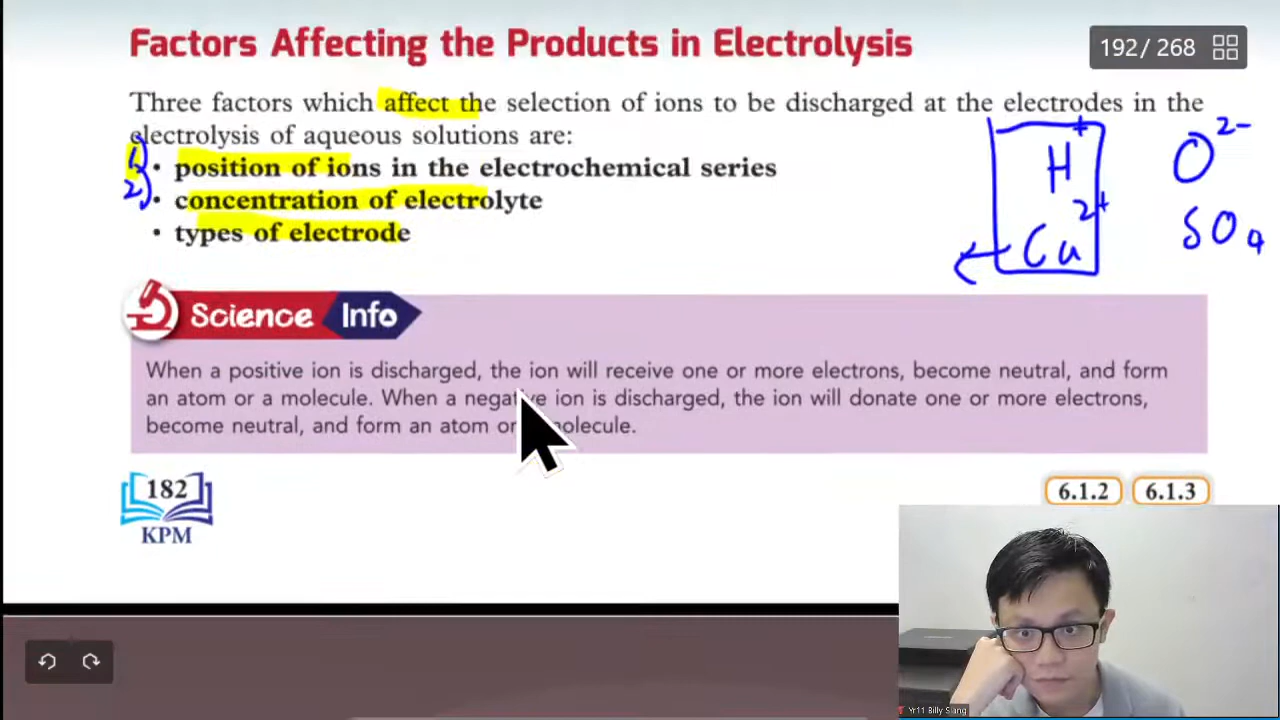 Factors Affecting the Products in Electrolysis
192/ 268
Three factors which affect the selection of ions to be discharged at the electrodes in the
electrolysis of aqueous solutions are:
1)
• position of ions in the electrochemical series
2)
• concentration of electrolyte
• types of electrode
H+
Cu2+
O2-
SO4
Science Info
When a positive ion is discharged, the ion will receive one or more electrons, become neutral, and form
an atom or a molecule. When a negative ion is discharged, the ion will donate one or more electrons,
become neutral, and form an atom or molecule.
182
KPM
6.1.2
6.1.3
Yr11 Billy Siang